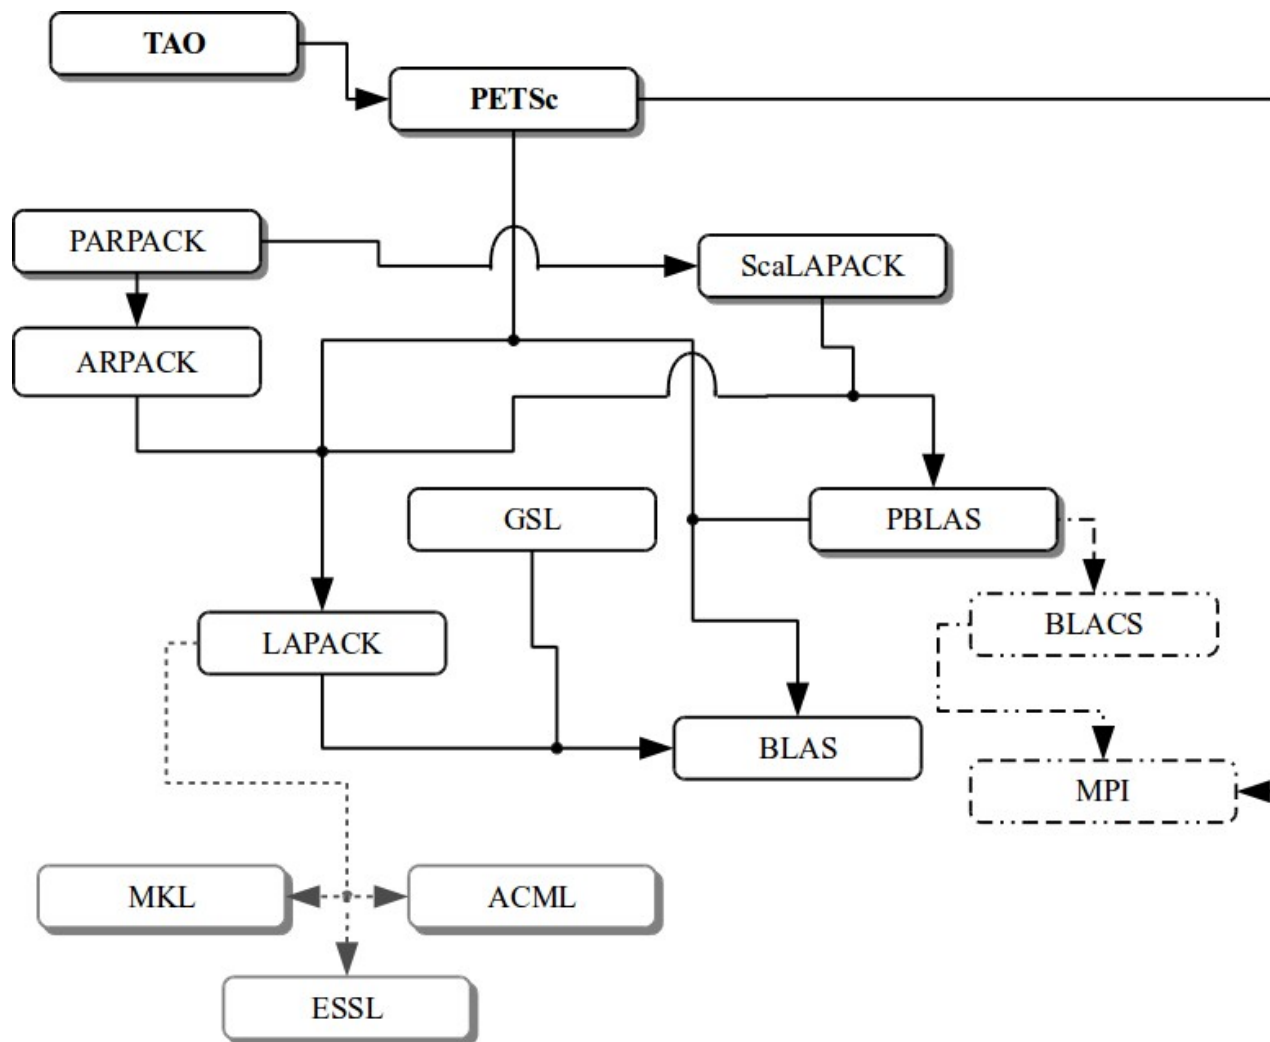 TAO
PETSc
PARPACK
ScaLAPACK
ARPACK
GSL
PBLAS
LAPACK
BLACS
BLAS
MPI
MKL
ACML
ESSL